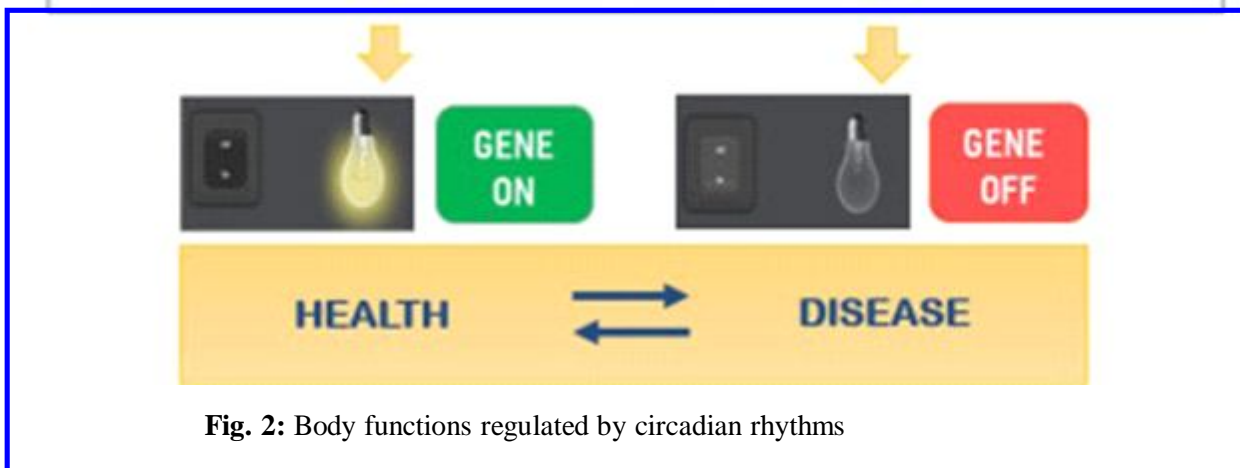 GENE
ON
GENE
OFF
HEALTH
DISEASE
Fig. 2: Body functions regulated by circadian rhythms